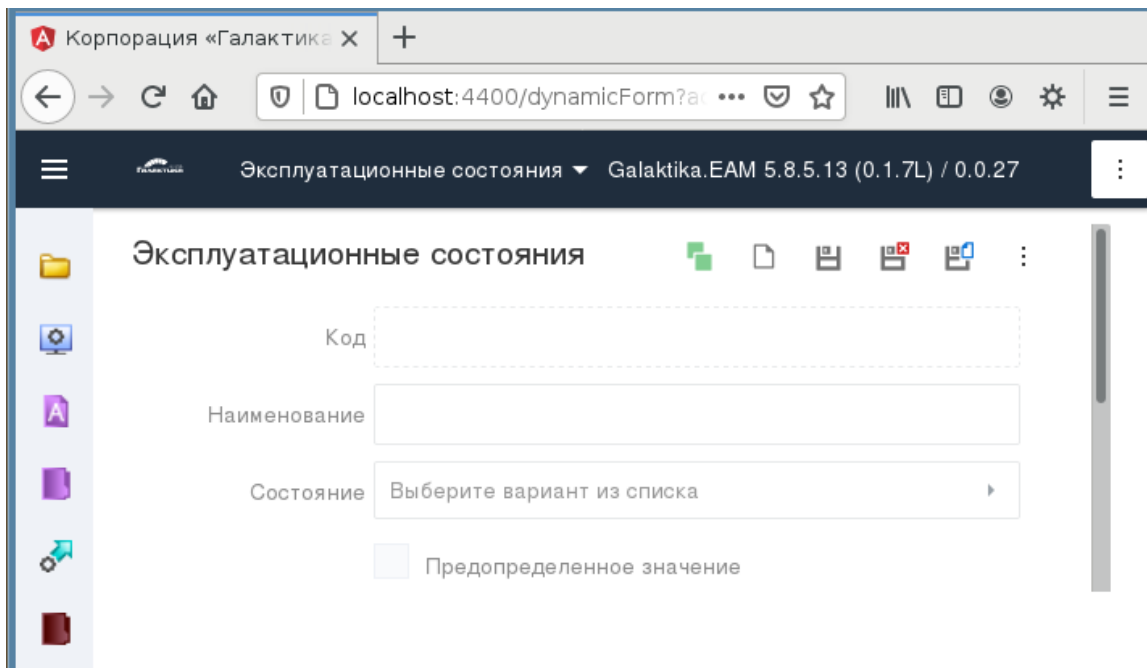 Корпорация «Галактика
localhost:4400/dynamicForm?a
Эксплуатационные состояния Galaktika.EAM 5.8.5.13 (0.1.7L) / 0.0.27
Эксплуатационные состояния
Код
Наименование
Состояние Выберите вариант из списка
Предопределенное значение